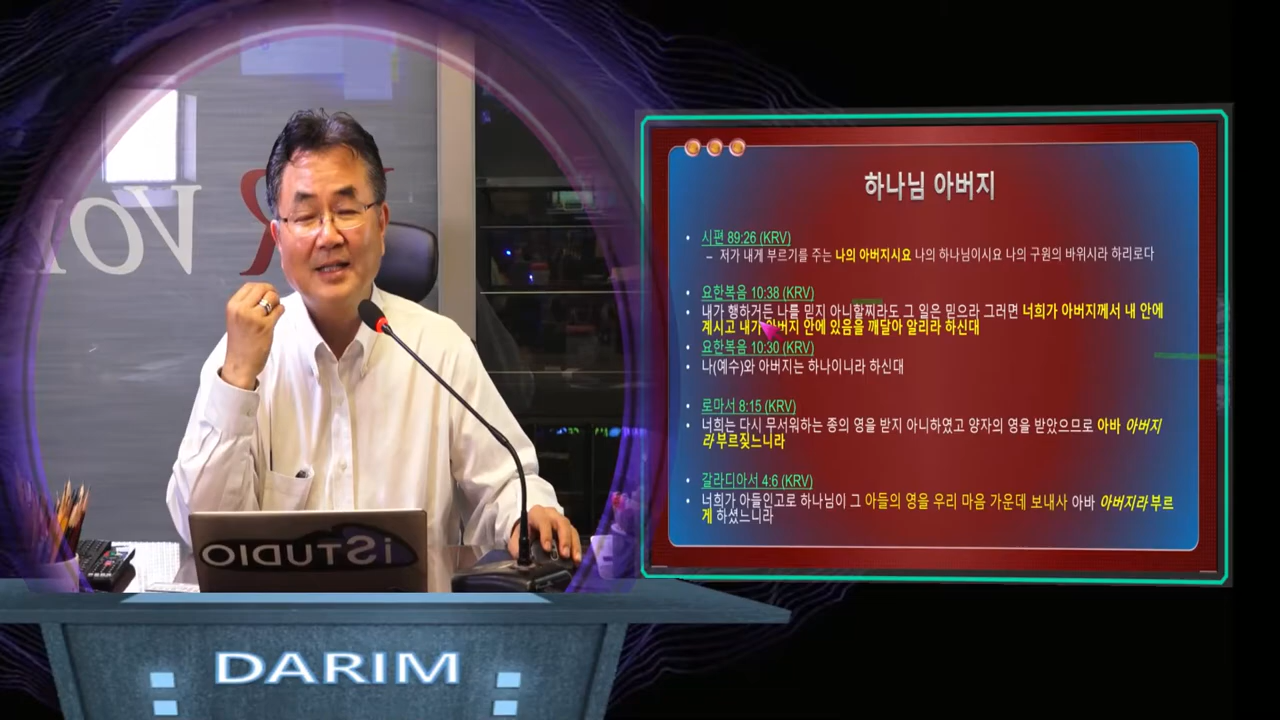 하나님 아버지
시편 89:26 (KRV)
– 저가 내게 부르기를 주는 나의 아버지시요 나의 하나님이시요 나의 구원의 바위시라 하리로다
요한복음 10:38 (KRV)
내가 행하거든 나를 믿지 아니할찌라도 그 일은 믿으라 그러면 너희가 아버지께서 내 안에
계시고 내가 아버지 안에 있음을 깨달아 알리라 하신대
요한복음 10:30 (KRV)
나(예수)와 아버지는 하나이니라 하신대
로마서 8:15 (KRV)
너희는 다시 무서워하는 종의 영을 받지 아니하였고 양자의 영을 받았으므로 아바 아버지
라 부르짖느니라
갈라디아서 4:6 (KRV)
너희가 아들인고로 하나님이 그 아들의 영을 우리 마음 가운데 보내사 아바 아버지라 부르
게 하셨느니라
iStudio
DARIM